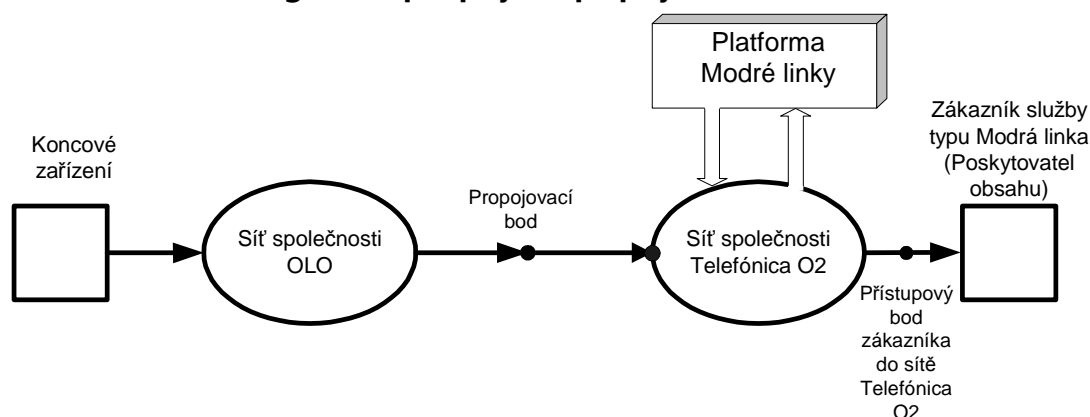 Platforma
Modré linky
Koncové
zařízení
Síť společnosti
OLO
Propojovací
bod
Síť společnosti
Telefónica O2
Zákazník služby
typu Modrá linka
(Poskytovatel
obsahu)
Přístupový
bod
zákazníka
do sítě
Telefónica
O2